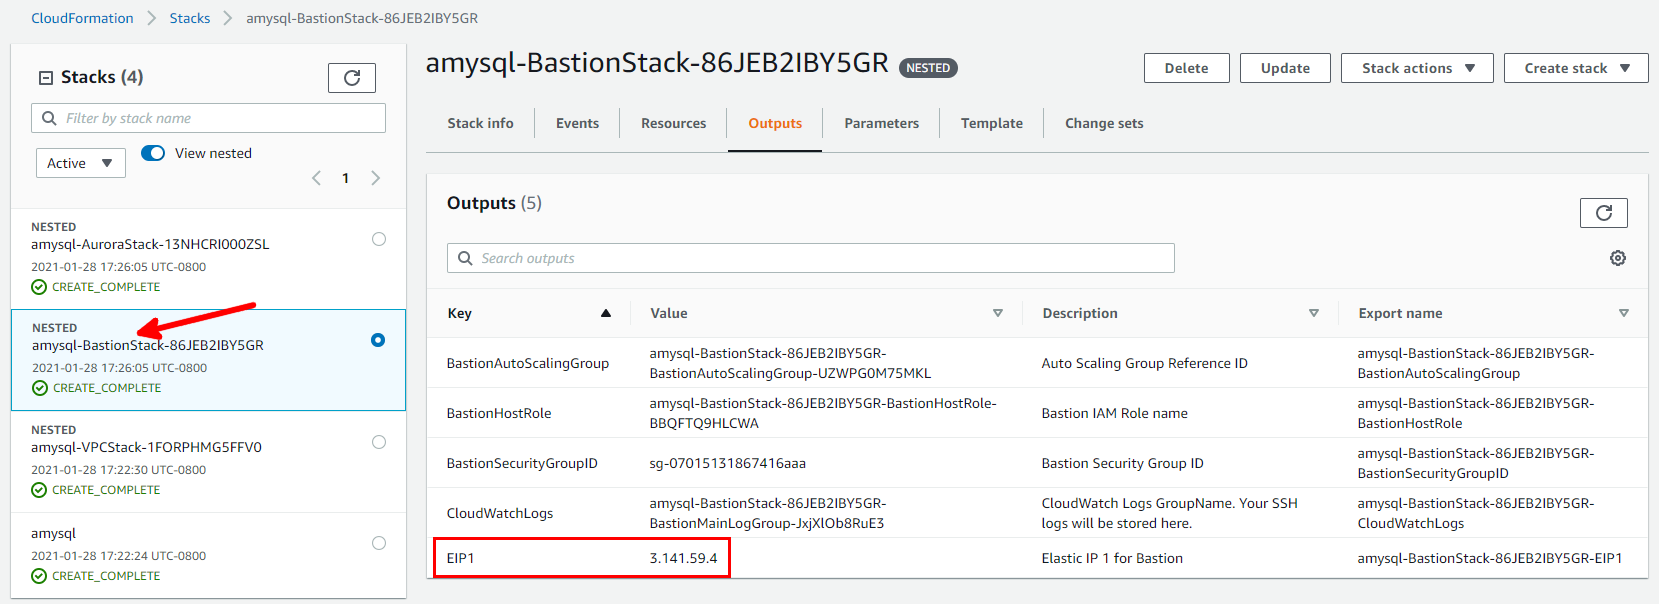 CloudFormation > Stacks > amysql-BastionStack-86JEB2IBY5GR
Stacks (4)
Filter by stack name
Active
View nested
1
NESTED
amysql-AuroraStack-13NHCRI000ZSL
2021-01-28 17:26:05 UTC-0800
CREATE_COMPLETE
NESTED
amysql-BastionStack-86JEB2IBY5GR
2021-01-28 17:26:05 UTC-0800
CREATE_COMPLETE
NESTED
amysql-VPCStack-1FORPHMG5FFV0
2021-01-28 17:22:30 UTC-0800
CREATE_COMPLETE
amysql
2021-01-28 17:22:24 UTC-0800
CREATE_COMPLETE
amysql-BastionStack-86JEB2IBY5GR NESTED
Delete Update Stack actions Create stack
Stack info Events Resources Outputs Parameters Template Change sets
Outputs (5)
Search outputs
Key Value Description Export name
BastionAutoScalingGroup
amysql-BastionStack-86JEB2IBY5GR-
BastionAutoScalingGroup-UZWPG0M75MKL
Auto Scaling Group Reference ID
amysql-BastionStack-86JEB2IBY5GR-
BastionAutoScalingGroup
BastionHostRole
amysql-BastionStack-86JEB2IBY5GR-BastionHostRole-
BBQFTQ9HLCWA
Bastion IAM Role name
amysql-BastionStack-86JEB2IBY5GR-
BastionHostRole
BastionSecurityGroupID
sg-07015131867416aaa
Bastion Security Group ID
amysql-BastionStack-86JEB2IBY5GR-
BastionSecurityGroupID
CloudWatchLogs
amysql-BastionStack-86JEB2IBY5GR-
BastionMainLogGroup-JxjXlOb8RuE3
CloudWatch Logs GroupName. Your SSH
logs will be stored here.
amysql-BastionStack-86JEB2IBY5GR-
CloudWatchLogs
EIP1
3.141.59.4
Elastic IP 1 for Bastion
amysql-BastionStack-86JEB2IBY5GR-EIP1